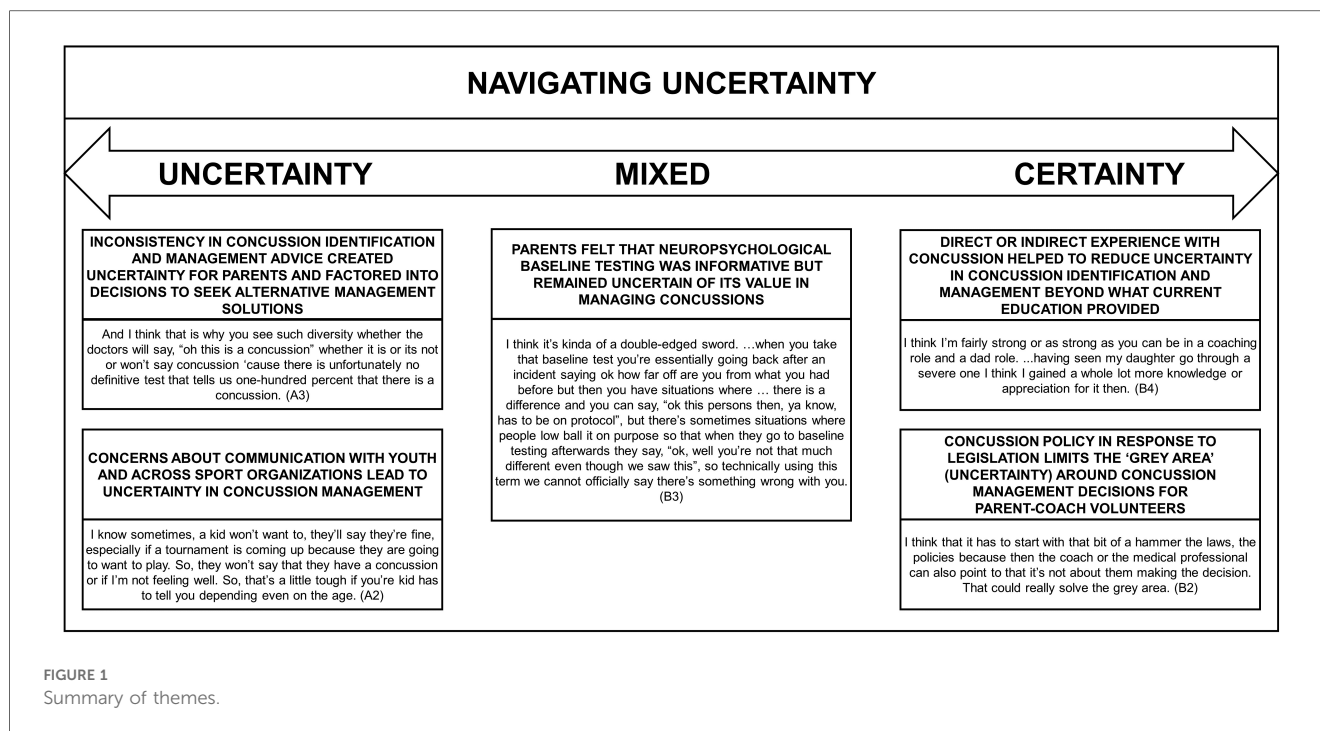 NAVIGATING UNCERTAINTY
UNCERTAINTY
MIXED
CERTAINTY
INCONSISTENCY IN CONCUSSION IDENTIFICATION
AND MANAGEMENT ADVICE CREATED
UNCERTAINTY FOR PARENTS AND FACTORED INTO
DECISIONS TO SEEK ALTERNATIVE MANAGEMENT
SOLUTIONS
And I think that is why you see such diversity whether the
doctors will say, “oh this is a concussion” whether it is or its not
or won’t say concussion ‘cause there is unfortunately no
definitive test that tells us one-hundred percent that there is a
concussion. (A3)
CONCERNS ABOUT COMMUNICATION WITH YOUTH
AND ACROSS SPORT ORGANIZATIONS LEAD TO
UNCERTAINTY IN CONCUSSION MANAGEMENT
I know sometimes, a kid won’t want to, they’ll say they’re fine,
especially if a tournament is coming up because they are going
to want to play. So, they won’t say that they have a concussion
or if I’m not feeling well. So, that’s a little tough if you’re kid has
to tell you depending even on the age. (A2)
PARENTS FELT THAT NEUROPSYCHOLOGICAL
BASELINE TESTING WAS INFORMATIVE BUT
REMAINED UNCERTAIN OF ITS VALUE IN
MANAGING CONCUSSIONS
I think it’s kinda of a double-edged sword. …when you take
that baseline test you’re essentially going back after an
incident saying ok how far off are you from what you had
before but then you have situations where … there is a
difference and you can say, “ok this persons then, ya know,
has to be on protocol”, but there’s sometimes situations where
people low ball it on purpose so that when they go to baseline
testing afterwards they say, “ok, well you’re not that much
different even though we saw this”, so technically using this
term we cannot officially say there’s something wrong with you.
(B3)
DIRECT OR INDIRECT EXPERIENCE WITH
CONCUSSION HELPED TO REDUCE UNCERTAINTY
IN CONCUSSION IDENTIFICATION AND
MANAGEMENT BEYOND WHAT CURRENT
EDUCATION PROVIDED
I think I’m fairly strong or as strong as you can be in a coaching
role and a dad role. ...having seen my daughter go through a
severe one I think I gained a whole lot more knowledge or
appreciation for it then. (B4)
CONCUSSION POLICY IN RESPONSE TO
LEGISLATION LIMITS THE ‘GREY AREA’
(UNCERTAINTY) AROUND CONCUSSION
MANAGEMENT DECISIONS FOR
PARENT-COACH VOLUNTEERS
I think that it has to start with that bit of a hammer the laws, the
policies because then the coach or the medical professional
can also point to that it’s not about them making the decision.
That could really solve the grey area. (B2)
FIGURE 1
Summary of themes.